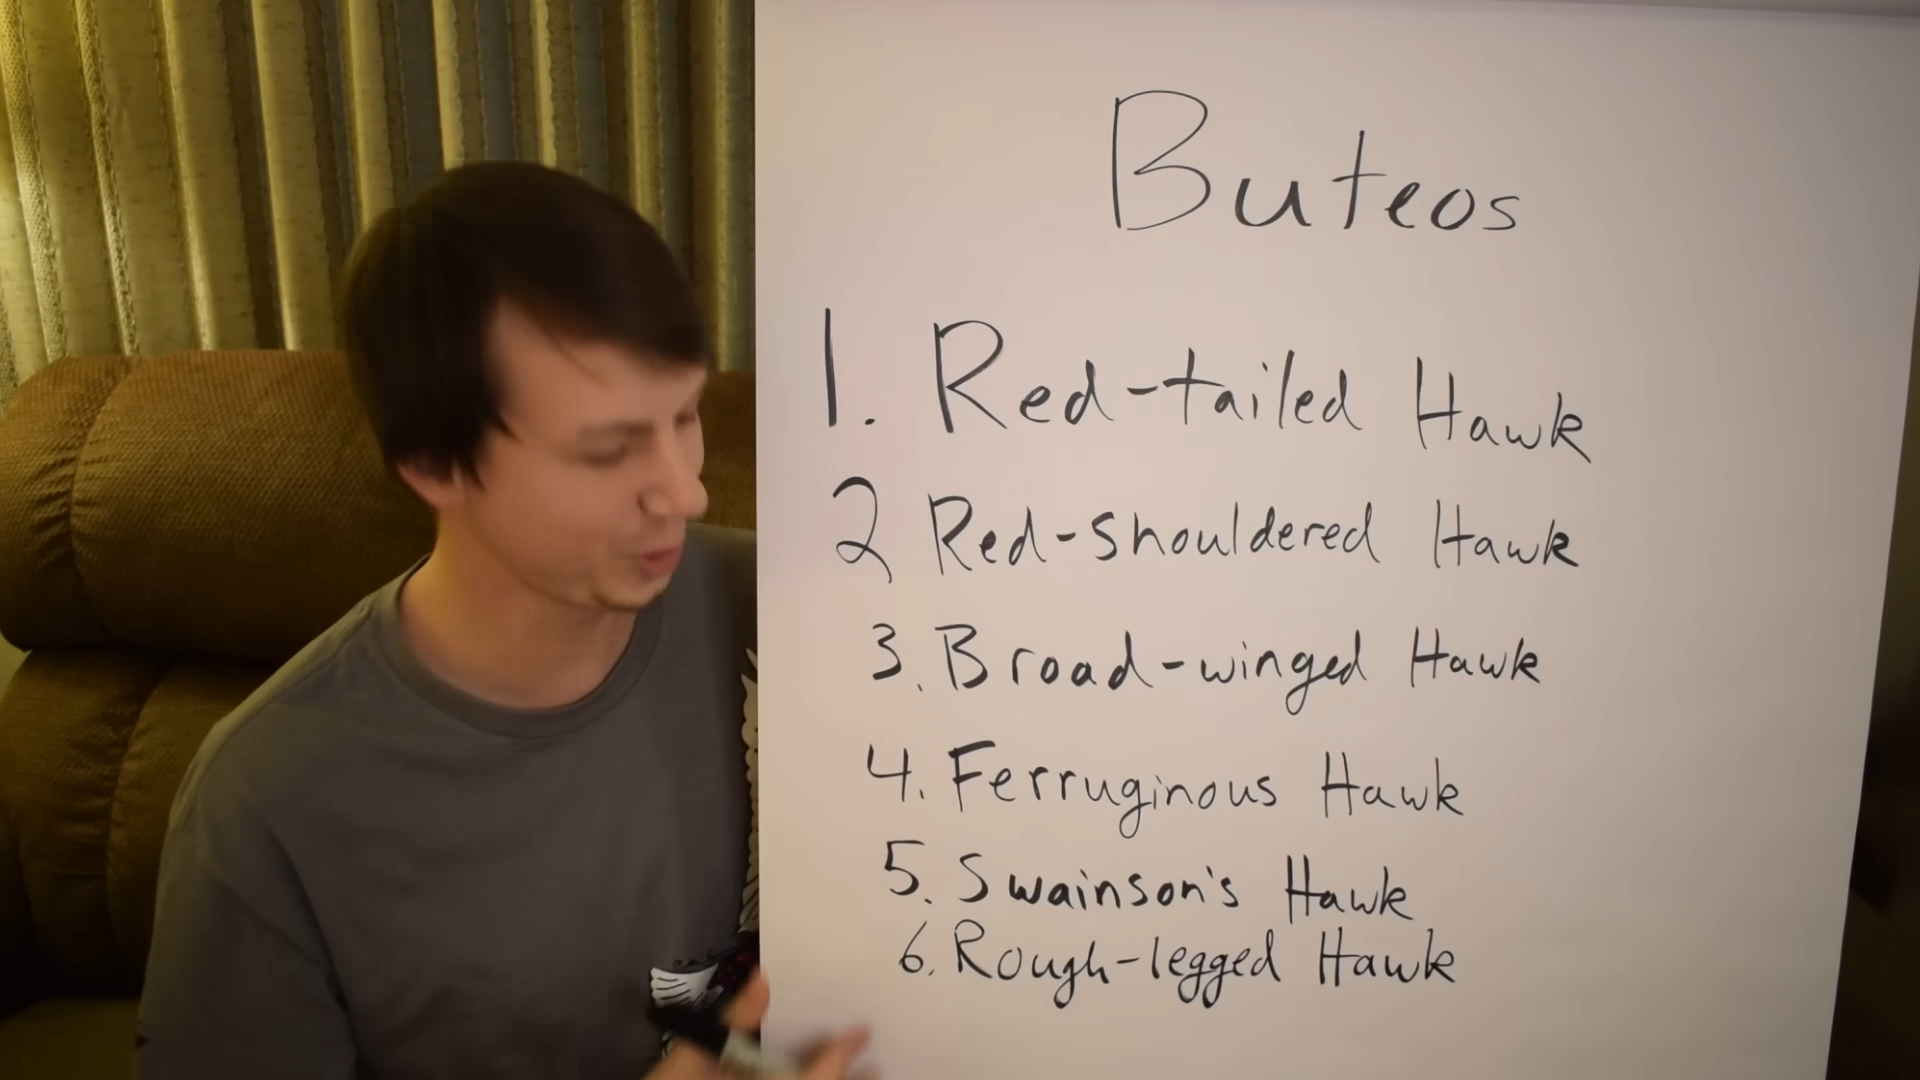 Buteos
1. Red-tailed Hawk
2 Red-shouldered Hawk
3. Broad-winged Hawk
4. Ferruginous Hawk
5. Swainson's Hawk
6. Rough-legged Hawk